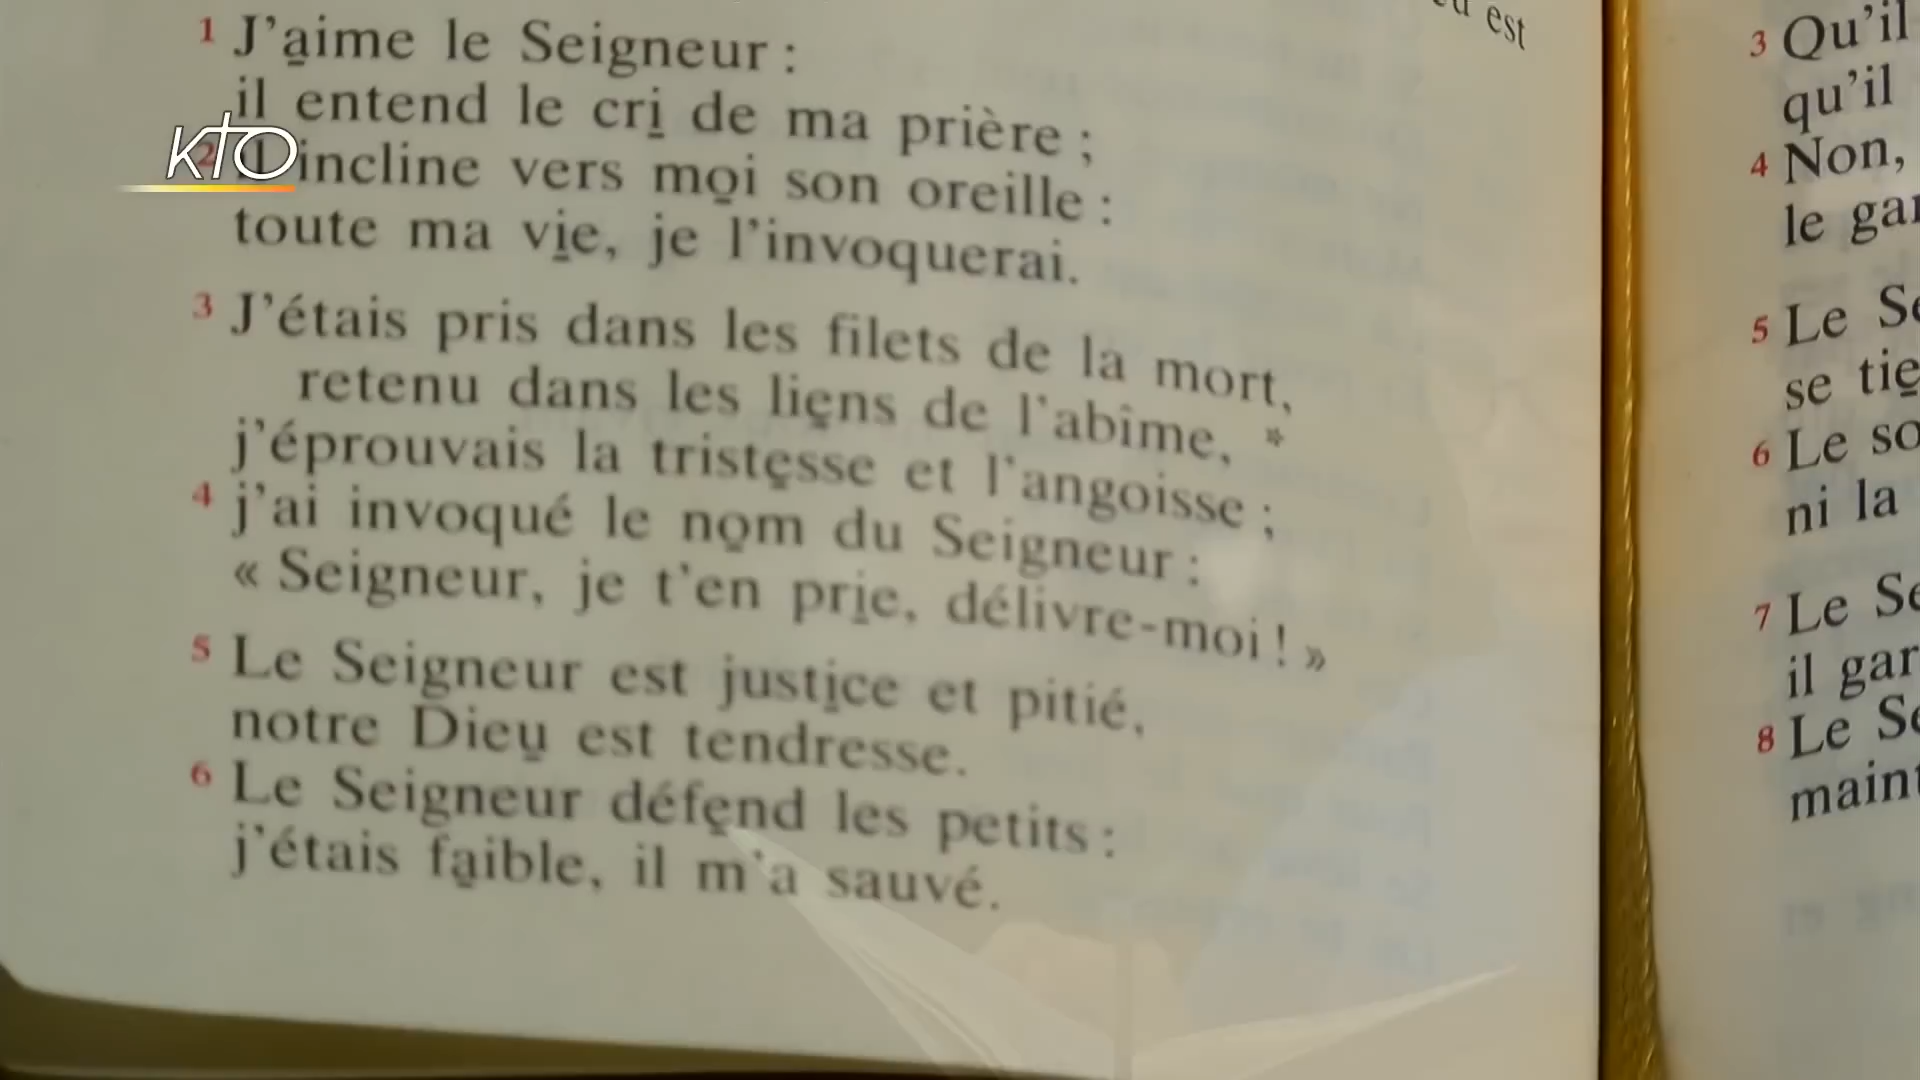 est
1 J'aime le Seigneur :
il entend le cri de ma prière ;
KTO
2 incline vers moi son oreille :
toute ma vie, je l'invoquerai.
3 J'étais pris dans les filets de la mort,
retenu dans les liens de l'abîme, *
j'éprouvais la tristesse et l'angoisse ;
4 j'ai invoqué le nom du Seigneur :
« Seigneur, je t'en prie, délivre-moi ! »
5 Le Seigneur est justice et pitié,
notre Dieu est tendresse.
6 Le Seigneur défend les petits :
j'étais faible, il m'a sauvé.
3 Qu'il
qu'il
4 Non,
le gar
5 Le Se
se tie
6 Le so
ni la
7 Le Se
il gar
8 Le Se
maint